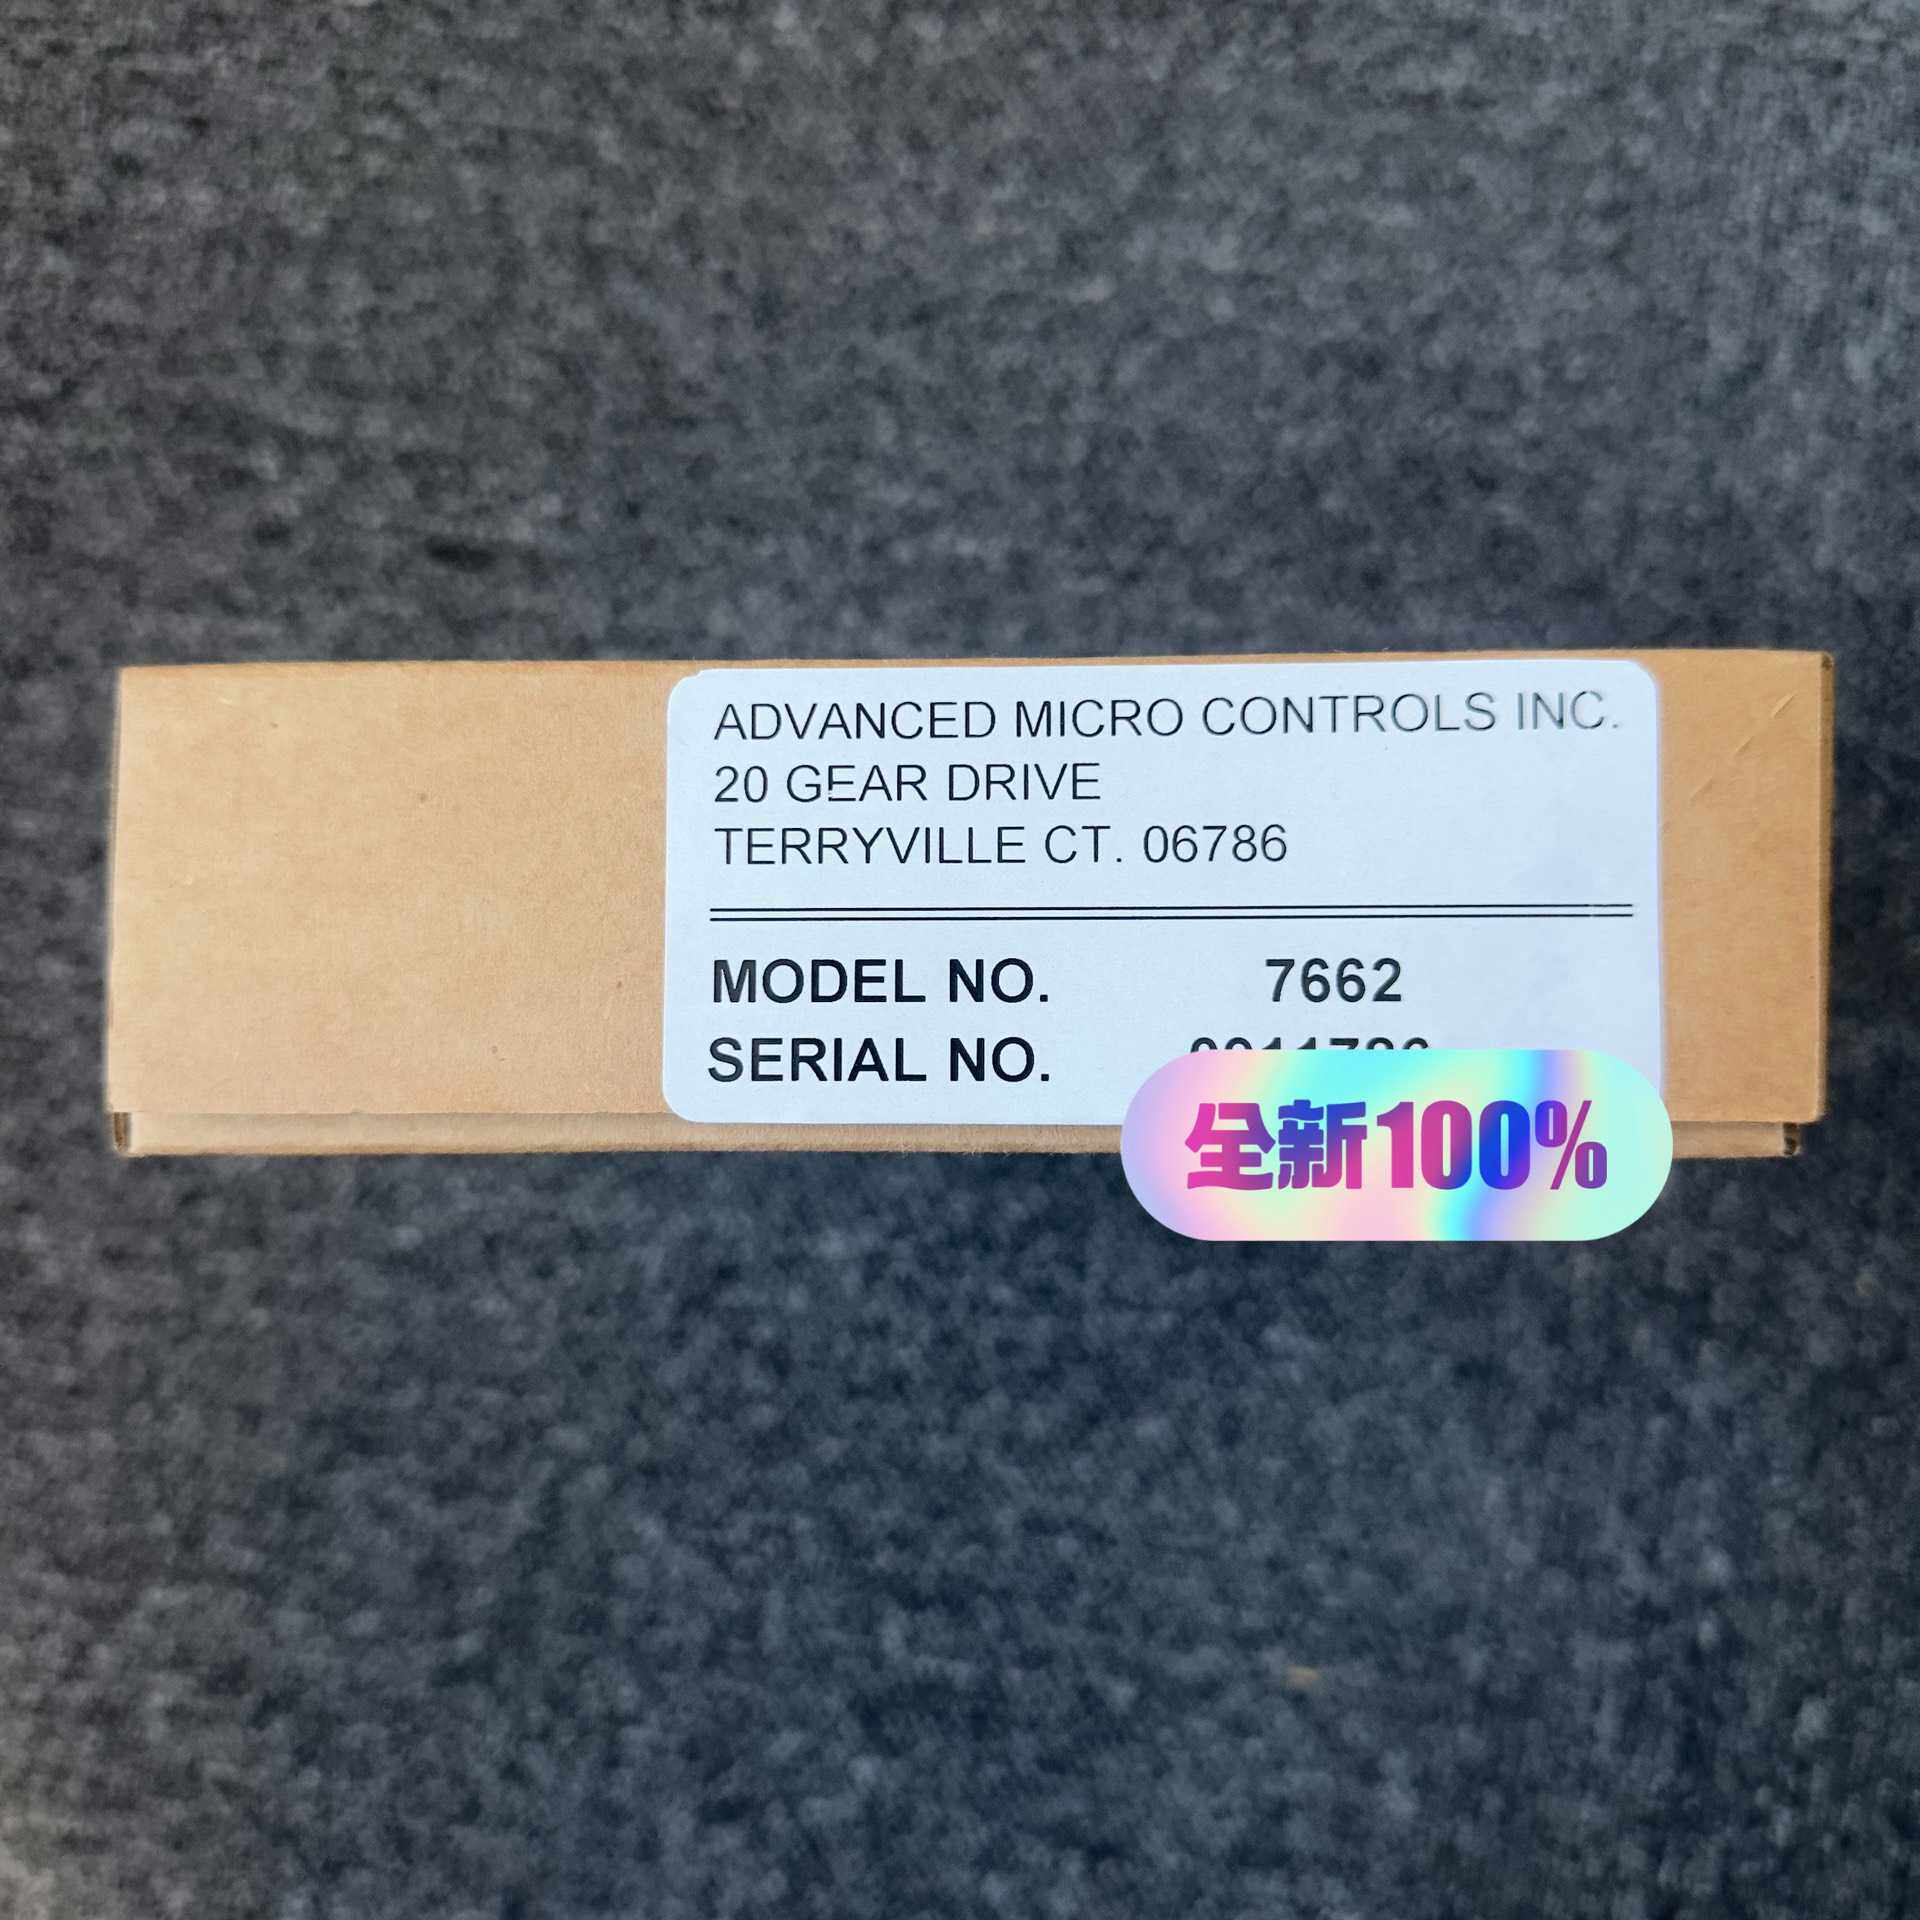 ADVANCED MICRO CONTROLS INC.
20 GEAR DRIVE
TERRYVILLE CT. 06786
MODEL NO. 7662
SERIAL NO.
全新100%